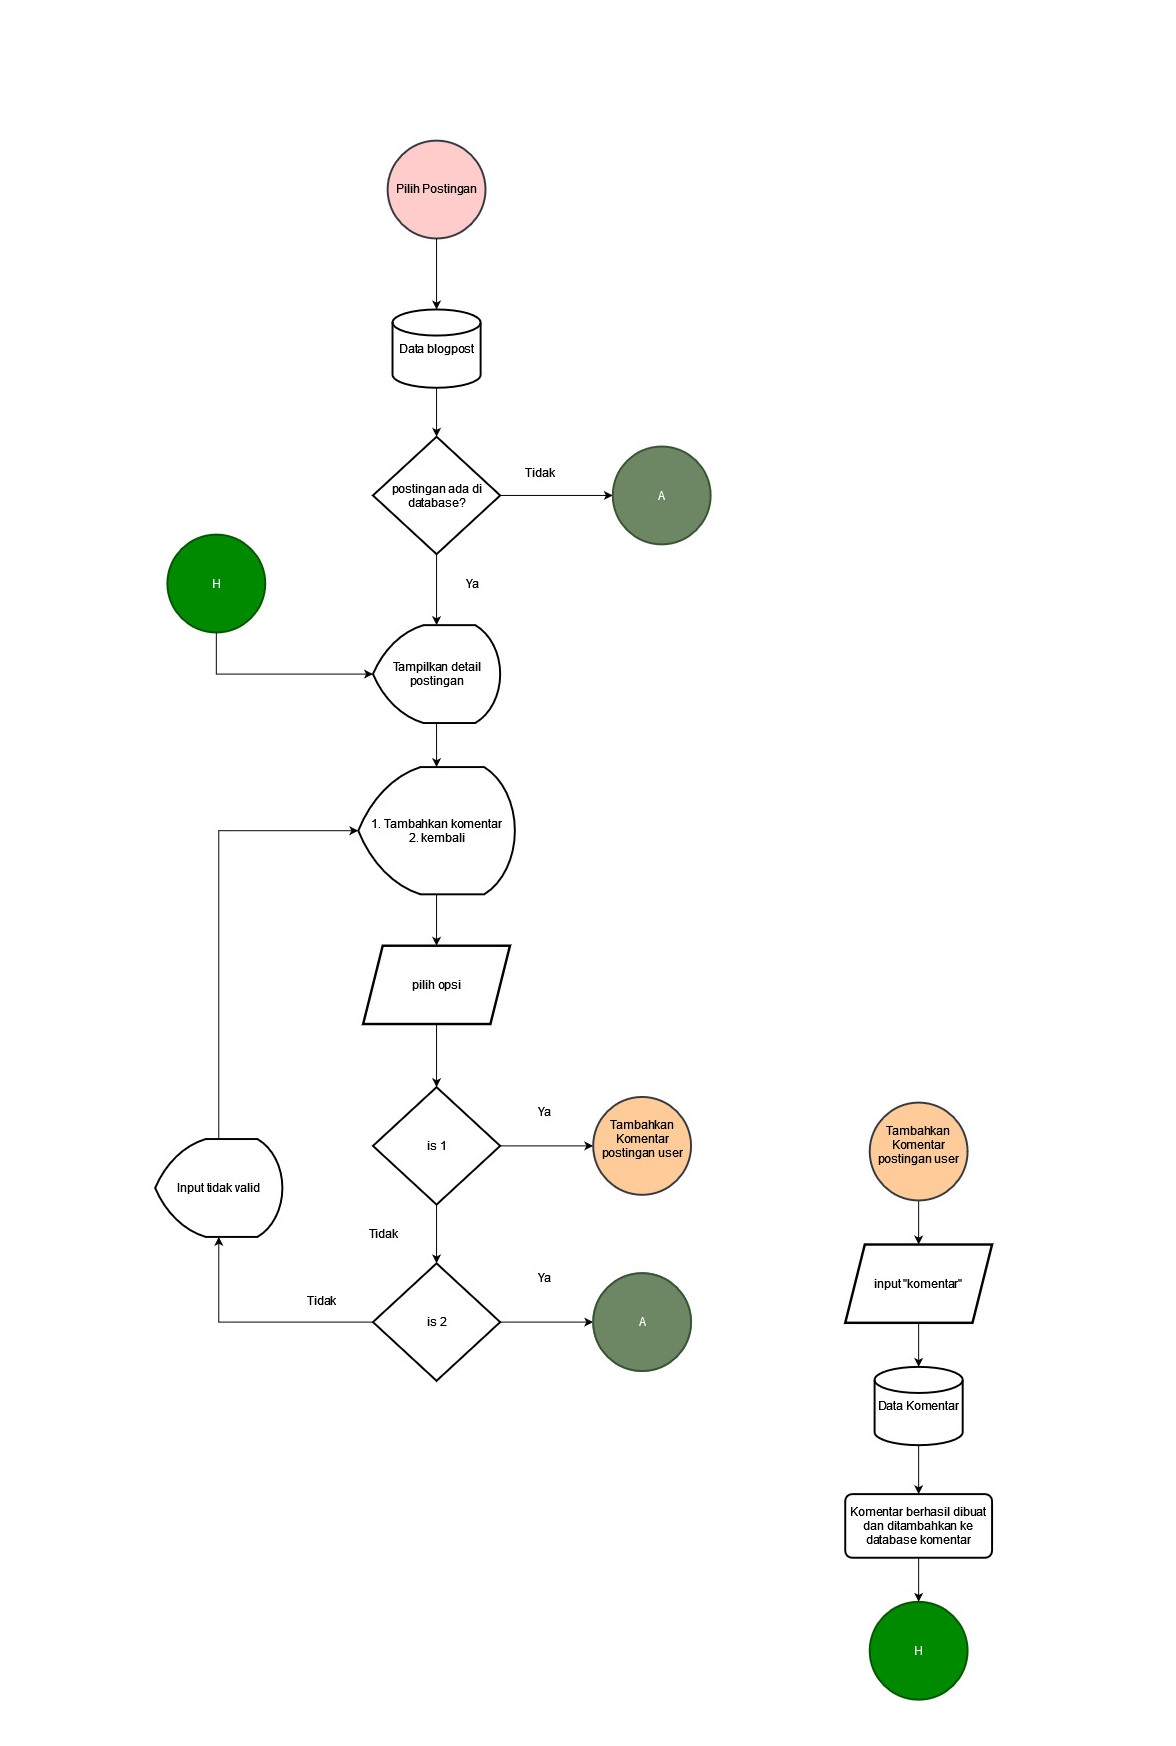 Pilih Postingan
Data blogpost
postingan ada di
database?
Tidak
A
Ya
H
Tampilkan detail
postingan
1. Tambahkan komentar
2. kembali
pilih opsi
is 1
Ya
Tambahkan
Komentar
postingan user
Tidak
Input tidak valid
is 2
Ya
A
Tidak
Tambahkan
Komentar
postingan user
input "komentar"
Data Komentar
Komentar berhasil dibuat
dan ditambahkan ke
database komentar
H